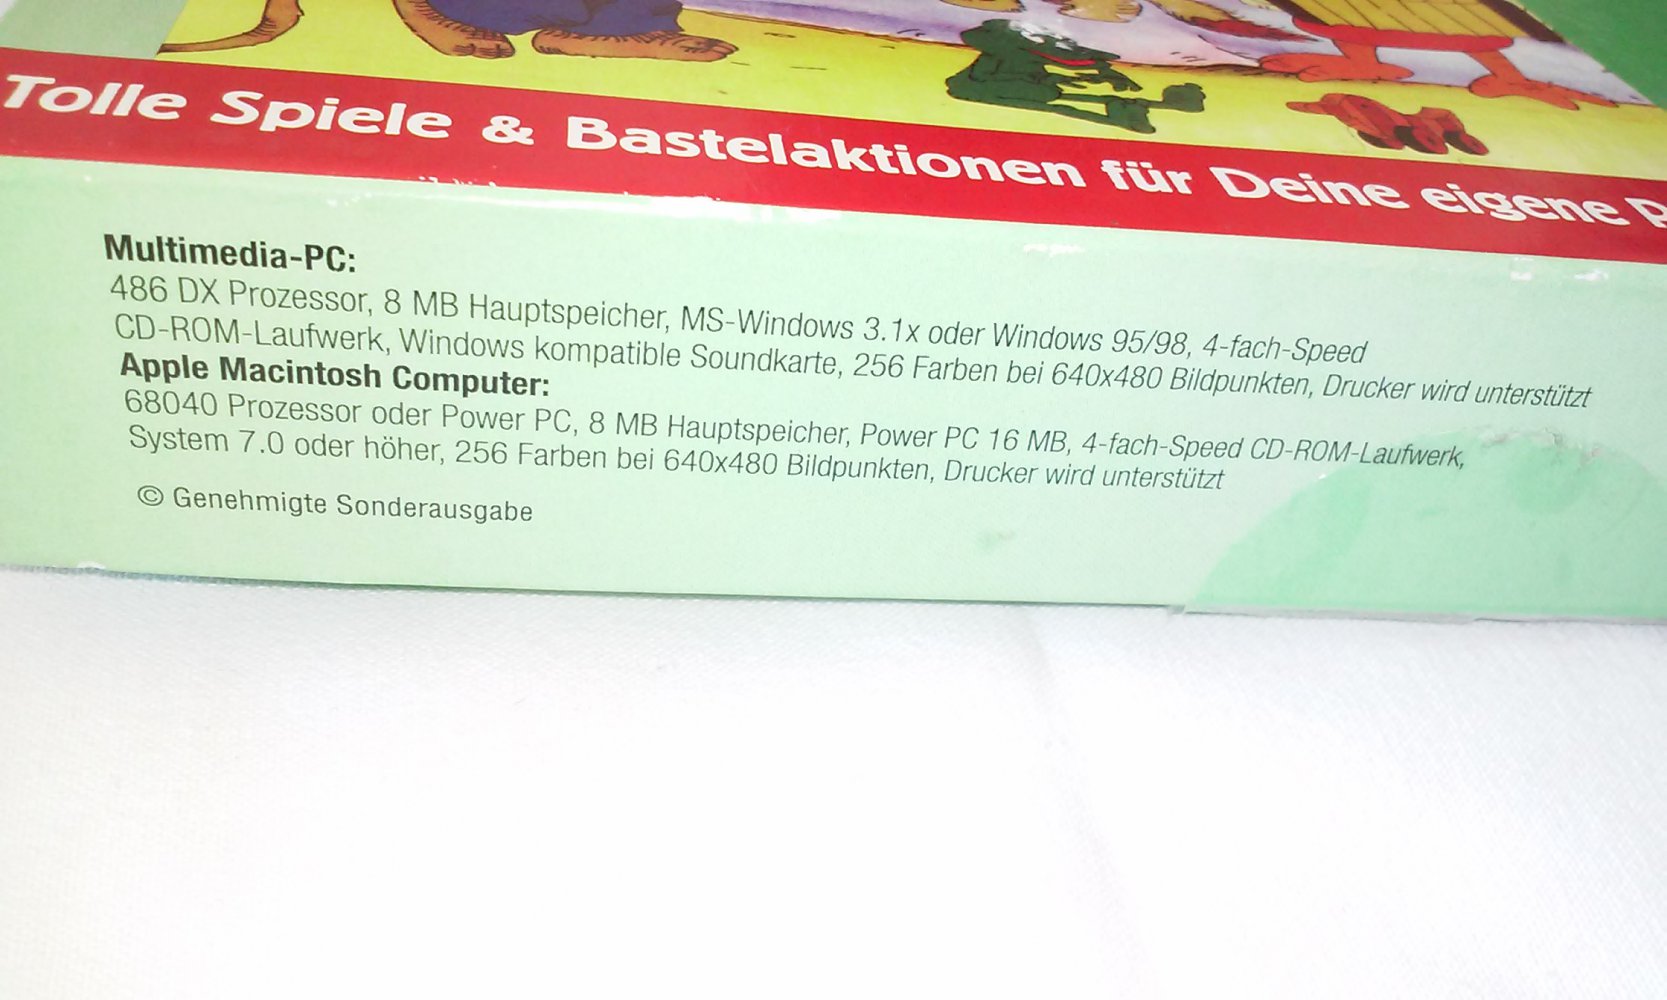 Tolle Spiele & Bastelaktionen für Deine eigene
Multimedia-PC:
486 DX Prozessor, 8 MB Hauptspeicher, MS-Windows 3.1x oder Windows 95/98, 4-fach-Speed
CD-ROM-Laufwerk, Windows kompatible Soundkarte, 256 Farben bei 640x480 Bildpunkten, Drucker wird unterstützt
Apple Macintosh Computer:
68040 Prozessor oder Power PC, 8 MB Hauptspeicher, Power PC 16 MB, 4-fach-Speed CD-ROM-Laufwerk,
System 7.0 oder höher, 256 Farben bei 640x480 Bildpunkten, Drucker wird unterstützt
© Genehmigte Sonderausgabe